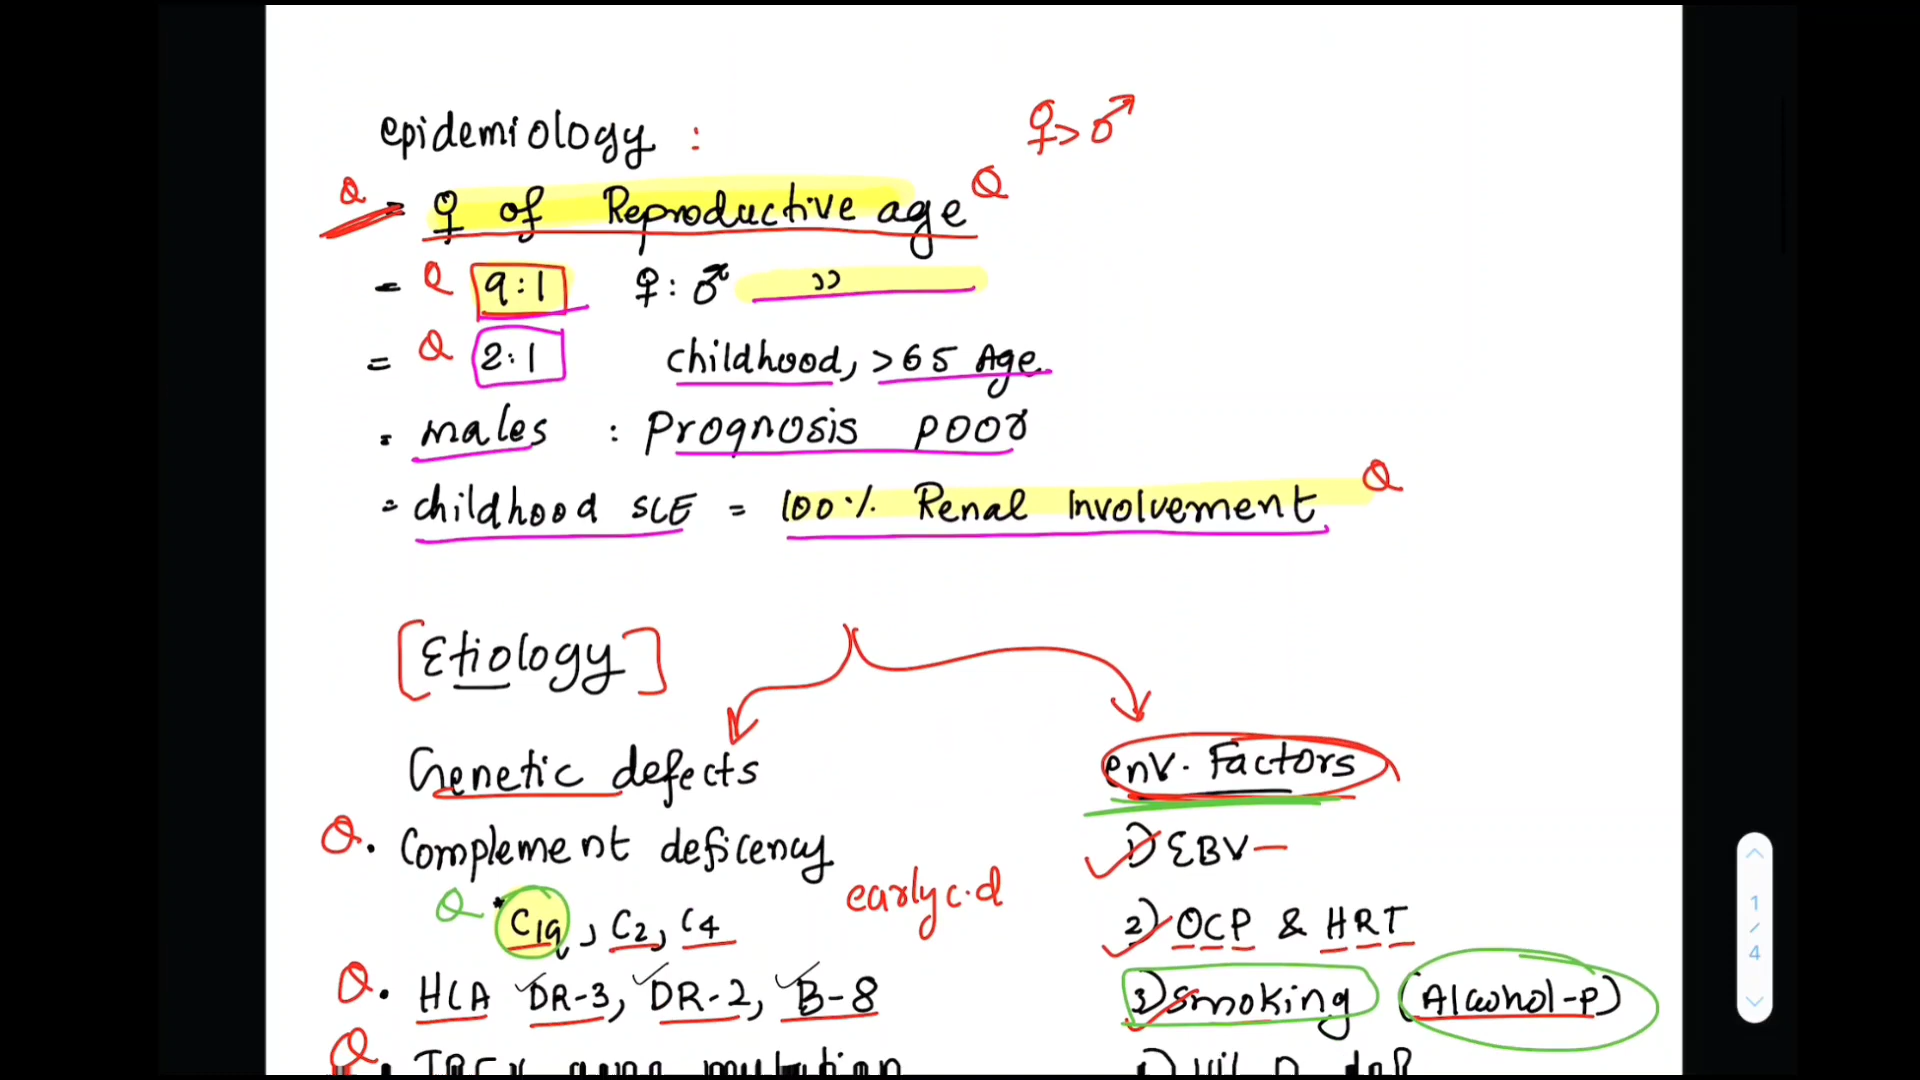 epidemiology :
♀ > ♂
Q = ♀ of Reproductive age Q
= Q 9:1 ♀:♂ ››
= Q 2:1 childhood, >65 Age
. males : Prognosis poor
= childhood SLE = 100% Renal Involvement Q
[Etiology]
Genetic defects
env. Factors
Q. Complement deficency
1) EBV —
Q * C1q, C2, C4 early c.d
2) OCP & HRT
Q. HLA DR-3, DR-2, B-8
3) Smoking (Alcohol-P)
Q.